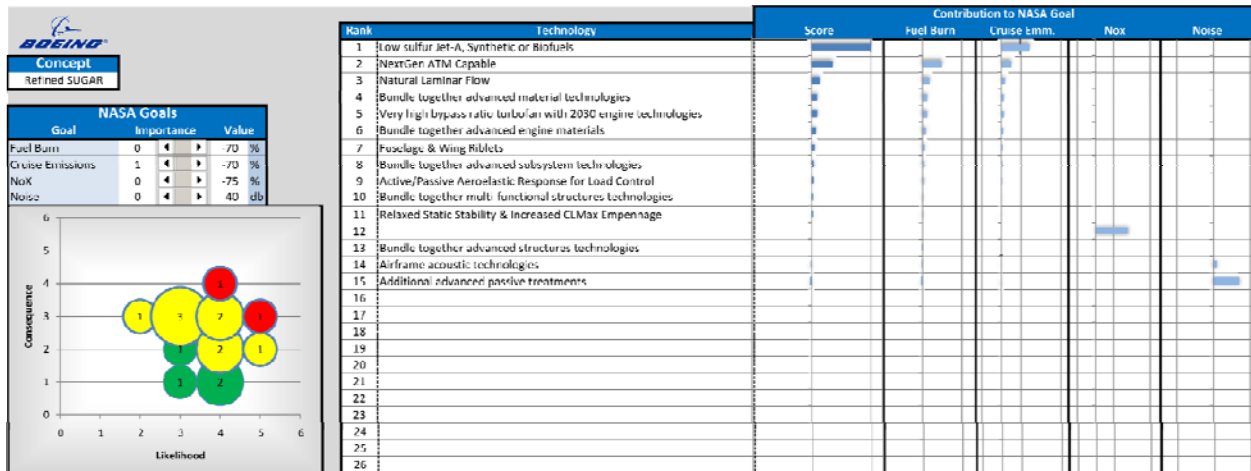 BOEING
Concept
Refined SUGAR
NASA Goals
Goal Importance Value
Fuel Burn 0 -70 %
Cruise Emissions 1 -70 %
NoX 0 -75 %
Noise 0 40 db
Consequence
6
5
4
3
2
1
0
1
1 3 2 1
1 2 1
1 2
0 1 2 3 4 5 6
Likelihood
Contribution to NASA Goal
Rank Technology Score Fuel Burn Cruise Emm. Nox Noise
1 Low sulfur Jet-A, Synthetic or Biofuels
2 NextGen ATM Capable
3 Natural Laminar Flow
4 Bundle together advanced material technologies
5 Very high bypass ratio turbofan with 2030 engine technologies
6 Bundle together advanced engine materials
7 Fuselage & Wing Riblets
8 Bundle together advanced subsystem technologies
9 Active/Passive Aeroelastic Response for Load Control
10 Bundle together multi-functional structures technologies
11 Relaxed Static Stability & Increased CLMax Empennage
12
13 Bundle together advanced structures technologies
14 Airframe acoustic technologies
15 Additional advanced passive treatments
16
17
18
19
20
21
22
23
24
25
26